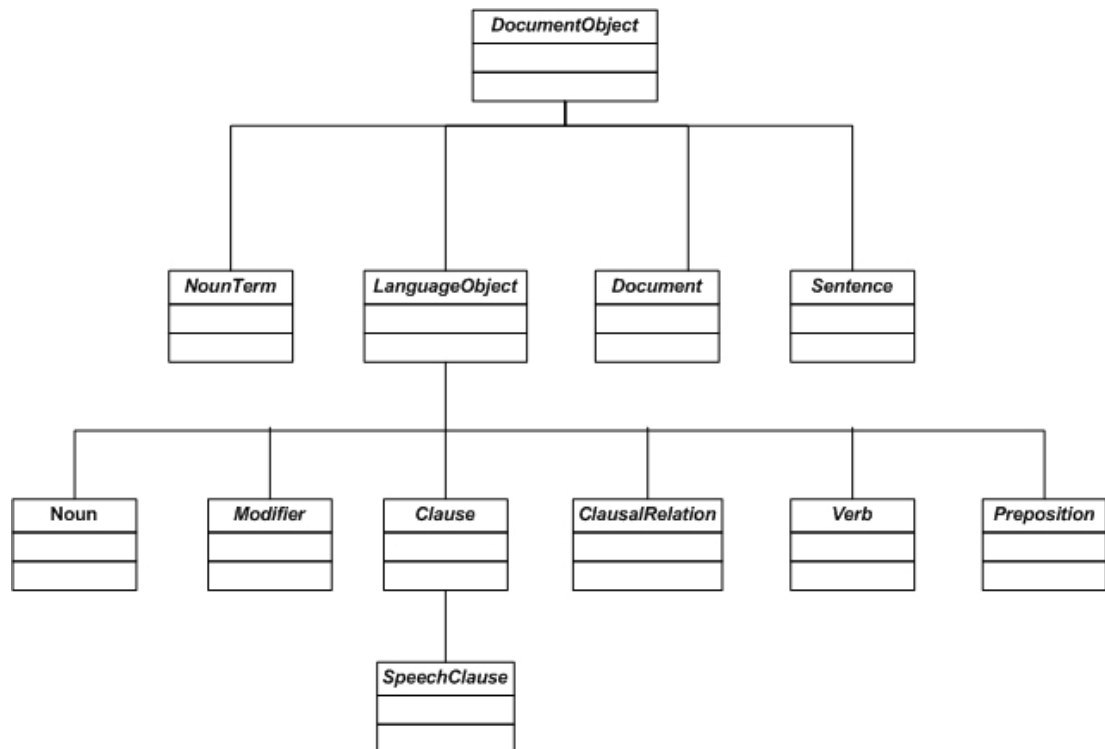 DocumentObject
NounTerm
LanguageObject
Document
Sentence
Noun
Modifier
Clause
ClausalRelation
Verb
Preposition
SpeechClause